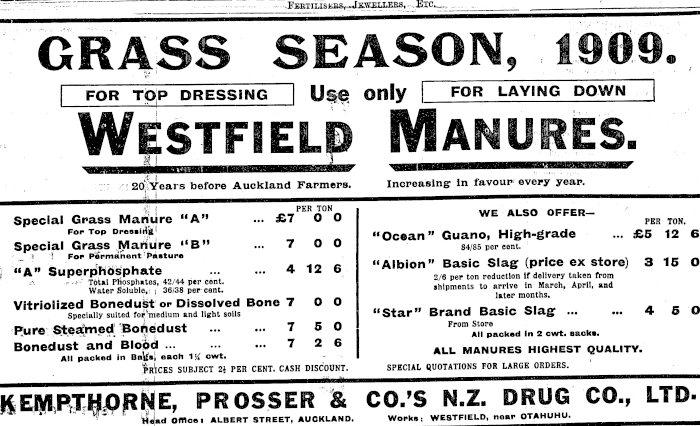 FERTILISERS, JEWELLERS, ETC.
GRASS SEASON, 1909.
FOR TOP DRESSING Use only FOR LAYING DOWN
WESTFIELD MANURES.
20 Years before Auckland Farmers. Increasing in favour every year.
PER TON
Special Grass Manure "A" ... £7 0 0
For Top Dressing
Special Grass Manure "B" 7 0 0
For Permanent Pasture
"A" Superphosphate ... ... 4 12 6
Total Phosphates, 42/44 per cent.
Water Soluble, 36/38 per cent.
Vitriolized Bonedust or Dissolved Bone 7 0 0
Specially suited for medium and light soils
Pure Steamed Bonedust ... ... 7 5 0
Bonedust and Blood ... ... ... 7 2 6
All packed in Bags, each 1½ cwt.
PRICES SUBJECT 2½ PER CENT. CASH DISCOUNT.
WE ALSO OFFER—
PER TON.
"Ocean" Guano, High-grade ... £5 12 6
84/85 per cent.
"Albion" Basic Slag (price ex store) 3 15 0
2/6 per ton reduction if delivery taken from
shipments to arrive in March, April, and
later months.
"Star" Brand Basic Slag ... ... 4 5 0
From Store
All packed in 2 cwt. sacks.
ALL MANURES HIGHEST QUALITY.
SPECIAL QUOTATIONS FOR LARGE ORDERS.
KEMPTHORNE, PROSSER & CO.'S N.Z. DRUG CO., LTD.
Head Office: ALBERT STREET, AUCKLAND. Works: WESTFIELD, near OTAHUHU.